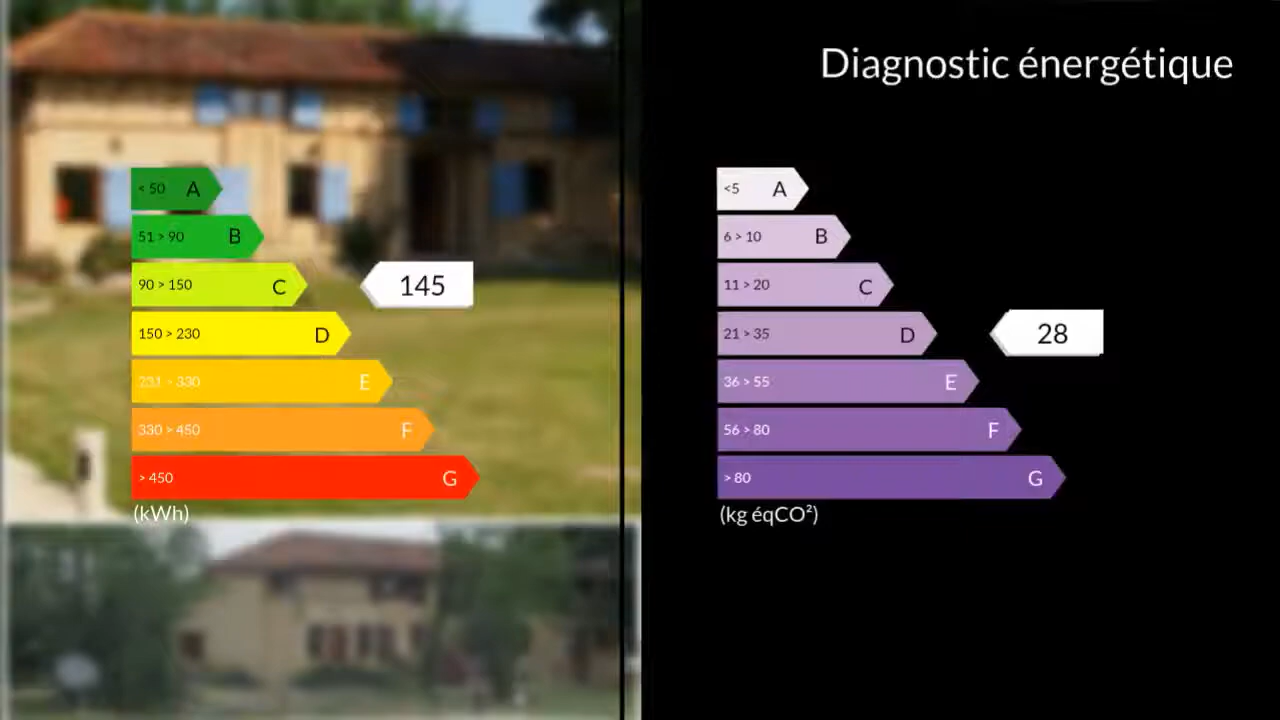 Diagnostic énergétique
< 50 A
51 > 90 B
90 > 150 C
145
150 > 230 D
231 > 330 E
330 > 450 F
> 450 G
(kWh)
<5 A
6 > 10 B
11 > 20 C
21 > 35 D
28
36 > 55 E
56 > 80 F
> 80 G
(kg éqCO²)